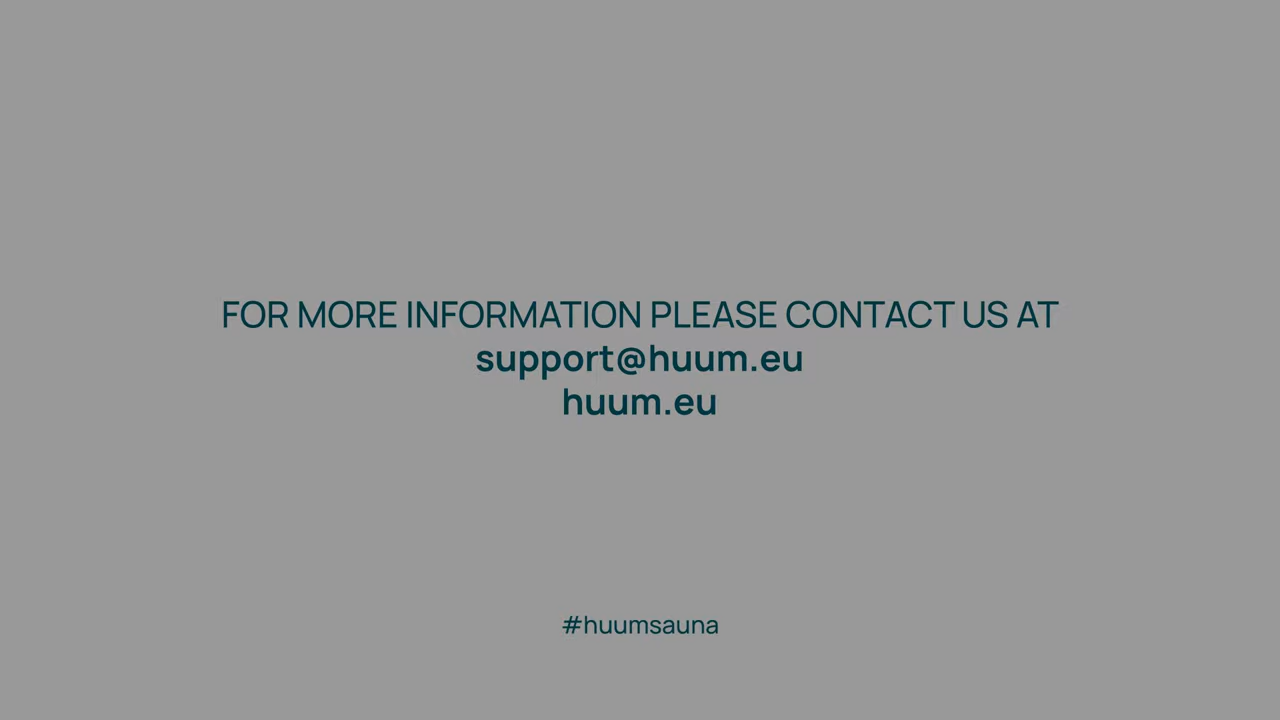 FOR MORE INFORMATION PLEASE CONTACT US AT
support@huum.eu
huum.eu
#huumsauna